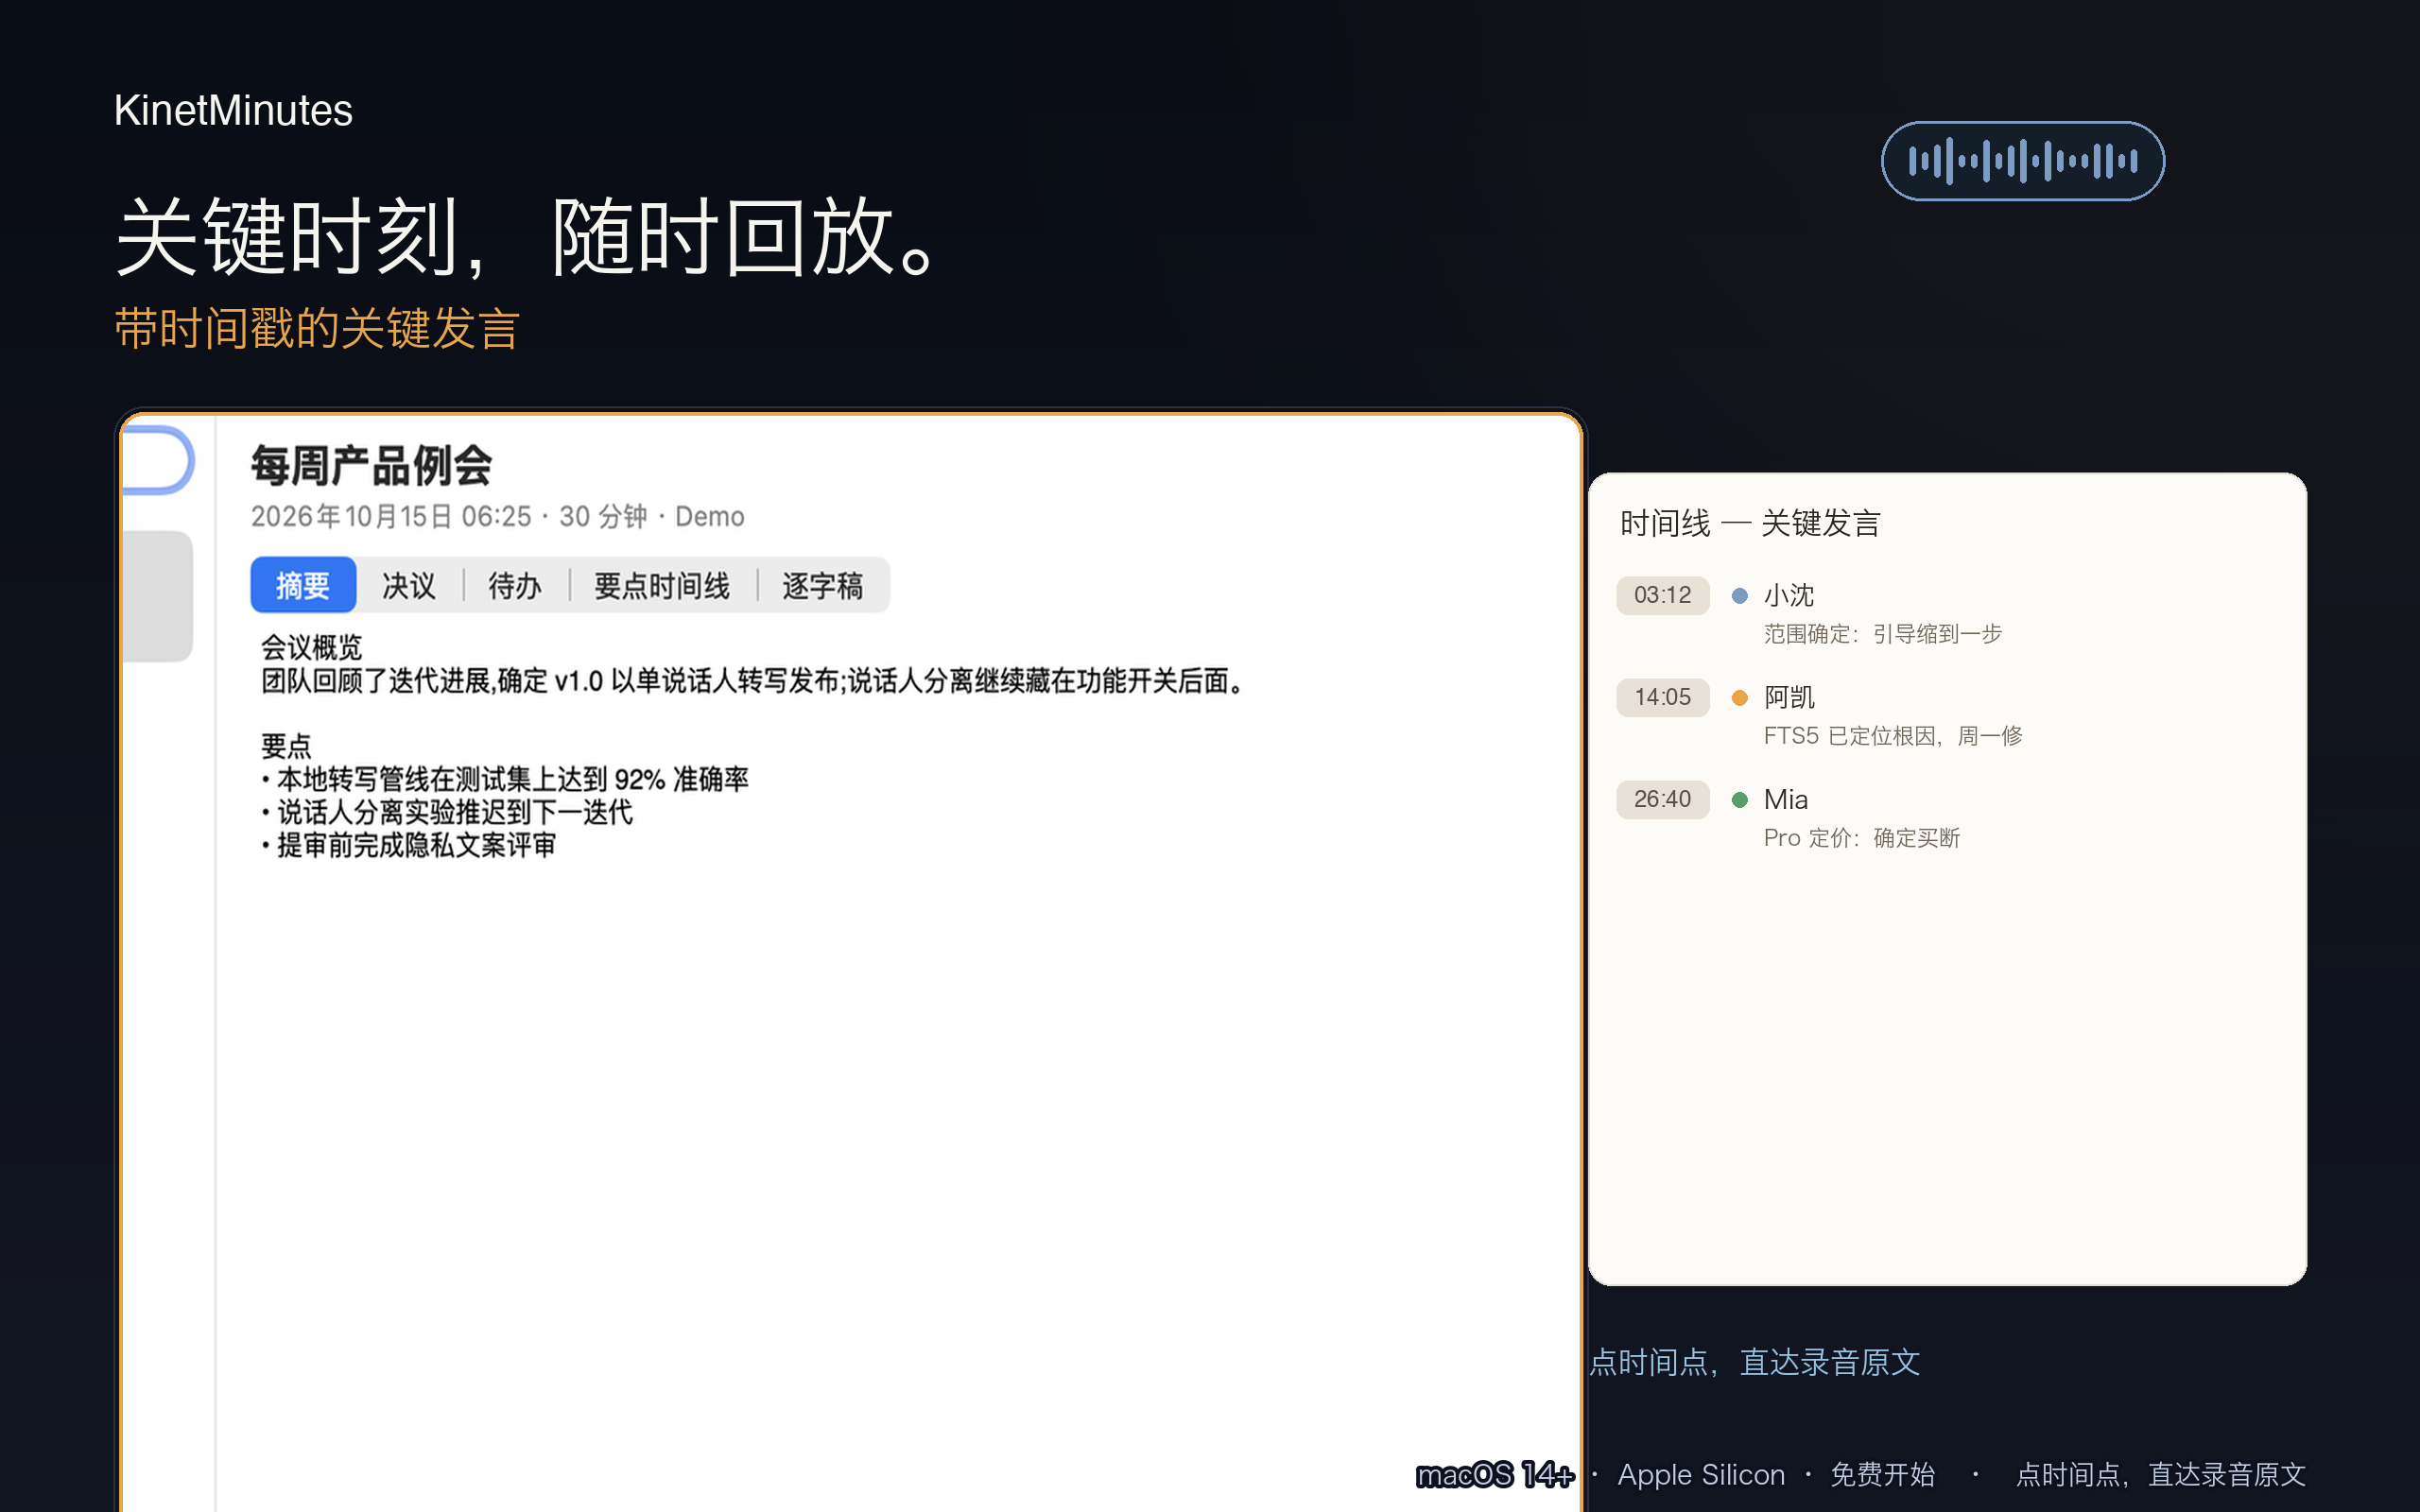 KinetMinutes
关键时刻，随时回放。
带时间戳的关键发言
每周产品例会
2026年10月15日 06:25 · 30 分钟 · Demo
摘要 决议 待办 要点时间线 逐字稿
会议概览
团队回顾了迭代进展,确定 v1.0 以单说话人转写发布;说话人分离继续藏在功能开关后面。
要点
• 本地转写管线在测试集上达到 92% 准确率
• 说话人分离实验推迟到下一迭代
• 提审前完成隐私文案评审
时间线 — 关键发言
03:12 小沈
范围确定：引导缩到一步
14:05 阿凯
FTS5 已定位根因，周一修
26:40 Mia
Pro 定价：确定买断
点时间点，直达录音原文
macOS 14+ · Apple Silicon · 免费开始 · 点时间点，直达录音原文